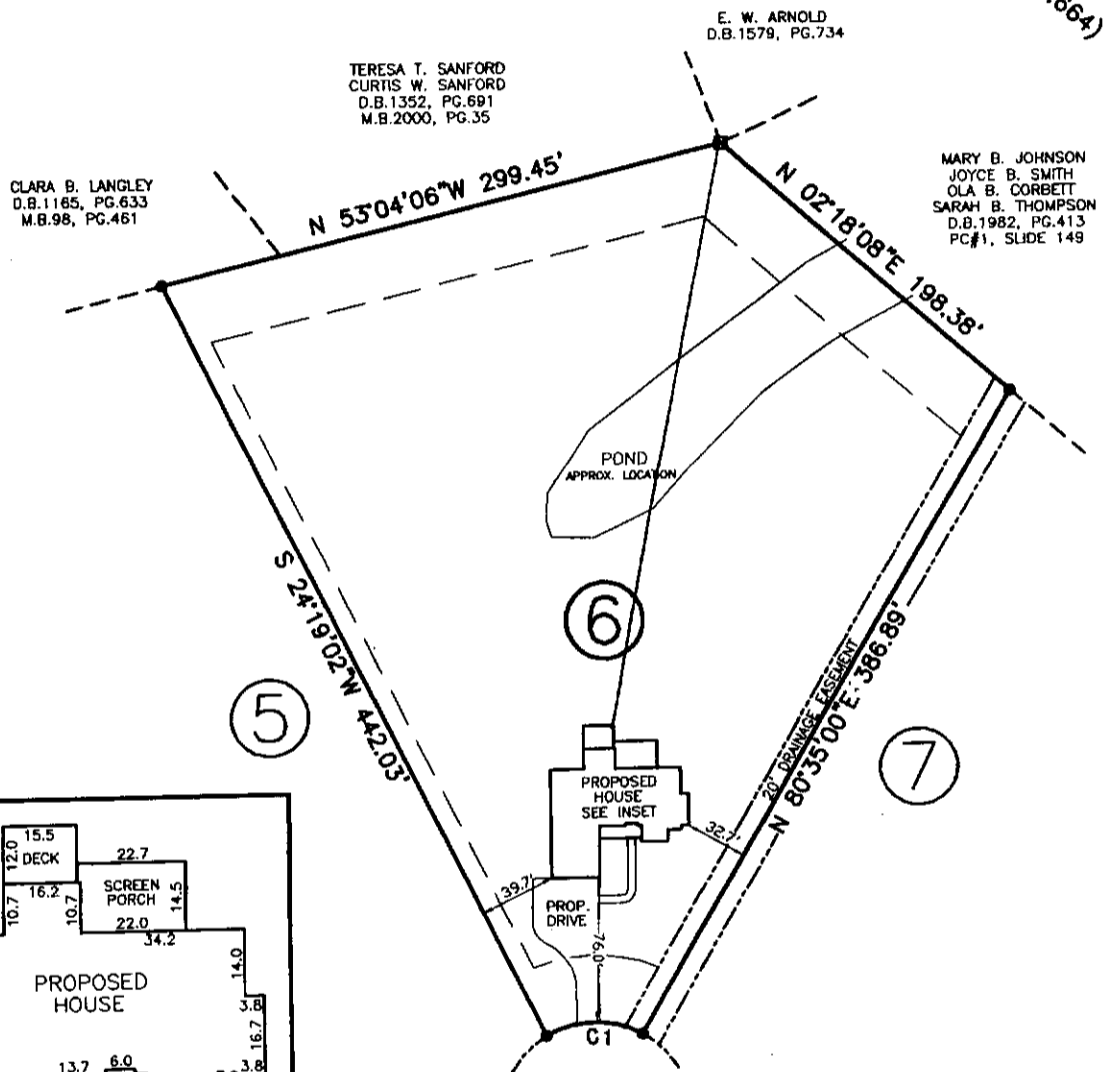 .664)
E. W. ARNOLD
D.B.1579, PG.734
TERESA T. SANFORD
CURTIS W. SANFORD
D.B.1352, PG.691
M.B.2000, PG.35
CLARA B. LANGLEY
D.B.1165, PG.633
M.B.98, PG.461
MARY B. JOHNSON
JOYCE B. SMITH
OLA B. CORBETT
SARAH B. THOMPSON
D.B.1982, PG.413
PC#1, SLIDE 149
N 53°04'06"W 299.45'
N 02°18'08"E 198.38'
POND
APPROX. LOCATION
S 24°19'02"W 442.03'
6
5
7
20' DRAINAGE EASEMENT
N 80°35'00"E 386.89'
PROPOSED
HOUSE
SEE INSET
32.7'
39.7'
PROP.
DRIVE
76.0'
C1
15.5
12.0
DECK
22.7
16.2
SCREEN
PORCH
14.5
10.7
10.7
22.0
34.2
14.0
PROPOSED
HOUSE
3.8
16.7
13.7
6.0
3.8